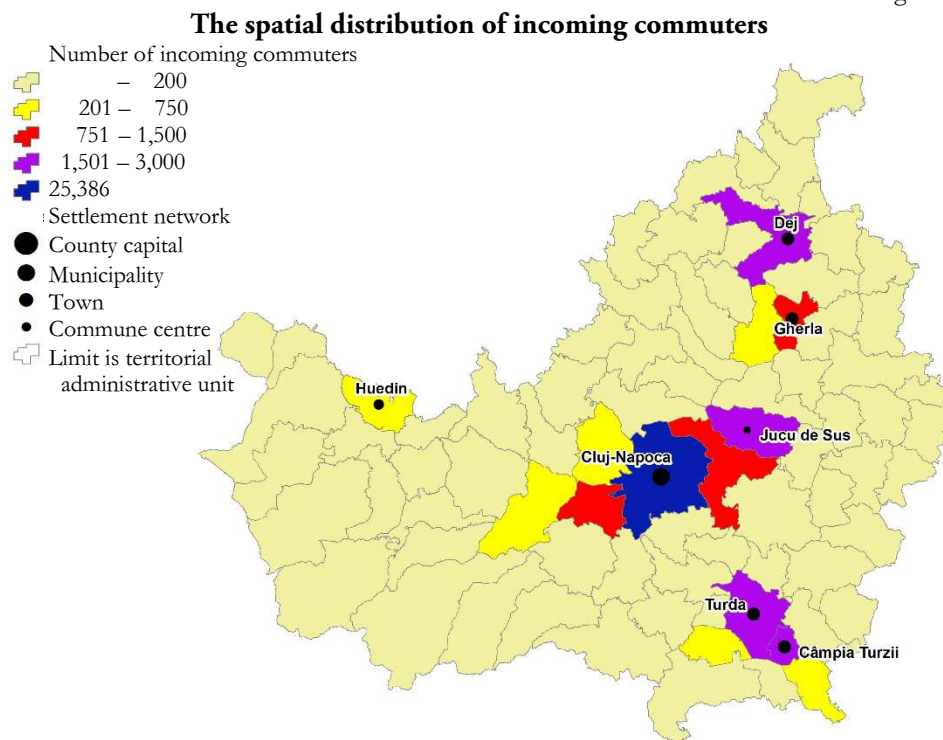 The spatial distribution of incoming commuters
Number of incoming commuters
– 200
201 – 750
751 – 1,500
1,501 – 3,000
25,386
Settlement network
County capital
Municipality
Town
Commune centre
Limit is territorial
administrative unit
Dej
Gherla
Huedin
Jucu de Sus
Cluj-Napoca
Turda
Câmpia Turzii